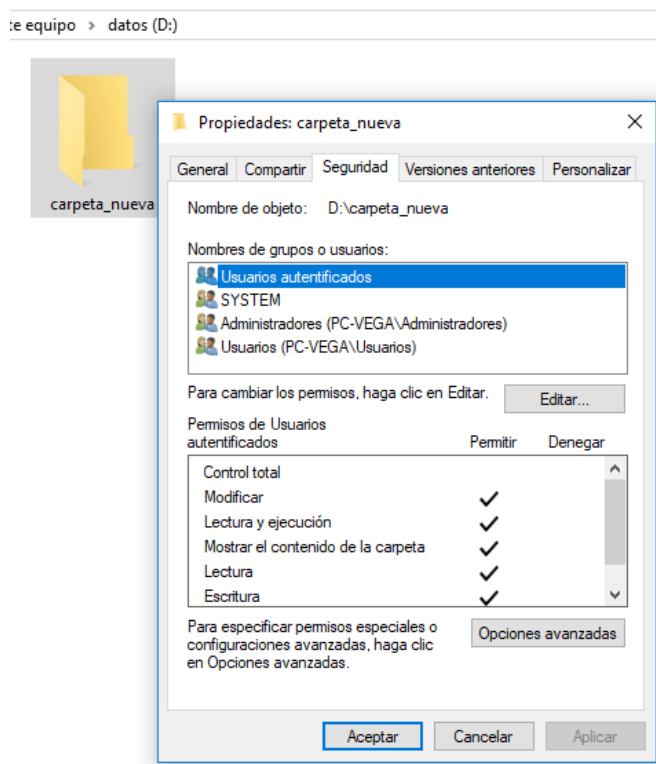 te equipo > datos (D:)
carpeta_nueva
Propiedades: carpeta_nueva
General Compartir Seguridad Versiones anteriores Personalizar
Nombre de objeto: D:\carpeta_nueva
Nombres de grupos o usuarios:
Usuarios autentificados
SYSTEM
Administradores (PC-VEGA\Administradores)
Usuarios (PC-VEGA\Usuarios)
Para cambiar los permisos, haga clic en Editar. Editar...
Permisos de Usuarios
autentificados Permitir Denegar
Control total
Modificar
Lectura y ejecución
Mostrar el contenido de la carpeta
Lectura
Escritura
Para especificar permisos especiales o
configuraciones avanzadas, haga clic
en Opciones avanzadas.
Opciones avanzadas
Aceptar Cancelar Aplicar